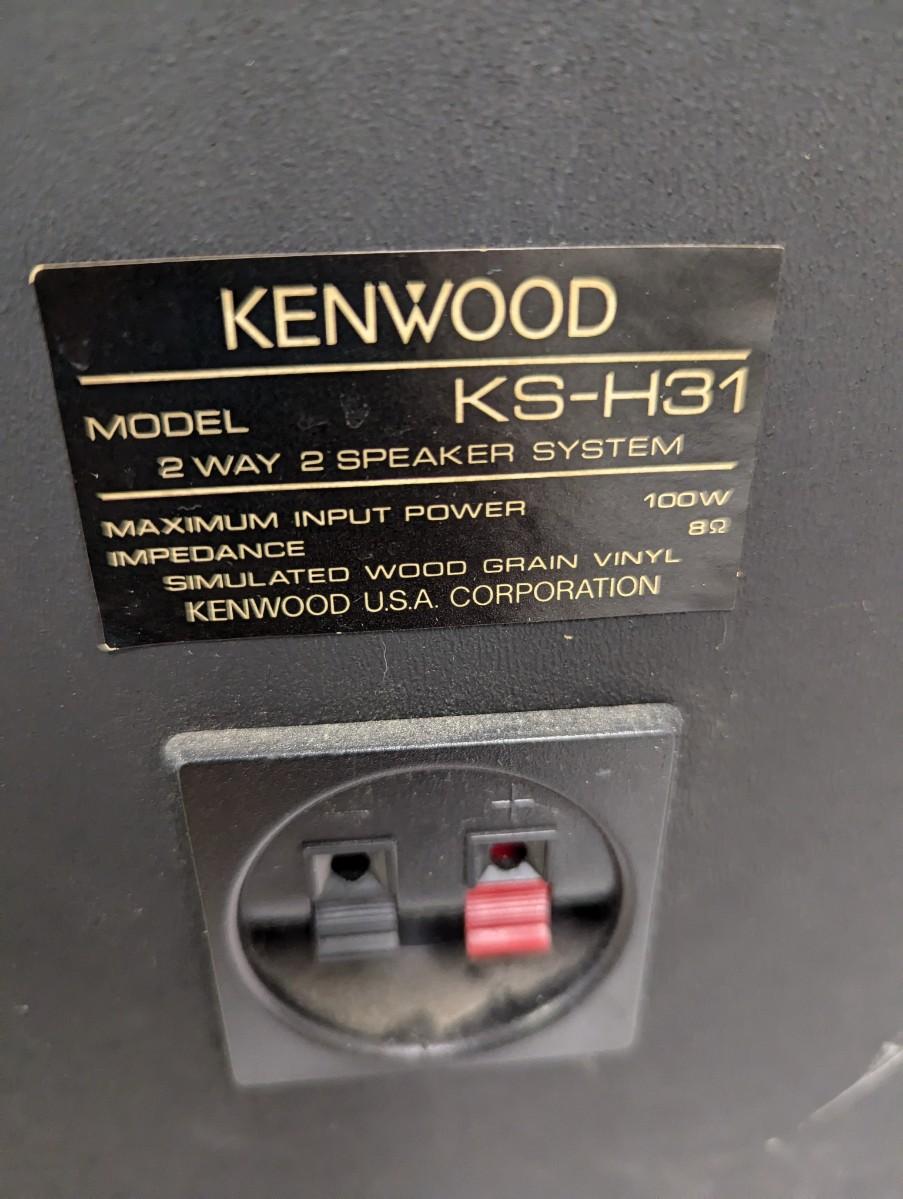 KENWOOD
MODEL KS-H31
2 WAY 2 SPEAKER SYSTEM
MAXIMUM INPUT POWER 100W
IMPEDANCE 8Ω
SIMULATED WOOD GRAIN VINYL
KENWOOD U.S.A. CORPORATION
− +